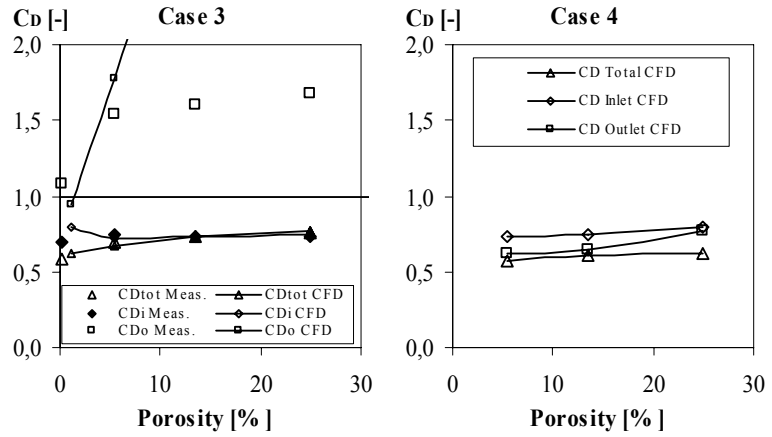 CD [-]
Case 3
2,0
1,5
1,0
0,5
0,0
CDtot Meas.
CDtot CFD
CDi Meas.
CDi CFD
CDo Meas.
CDo CFD
0
10
20
30
Porosity [%]
CD [-]
Case 4
2,0
1,5
1,0
0,5
0,0
CD Total CFD
CD Inlet CFD
CD Outlet CFD
0
10
20
30
Porosity [%]